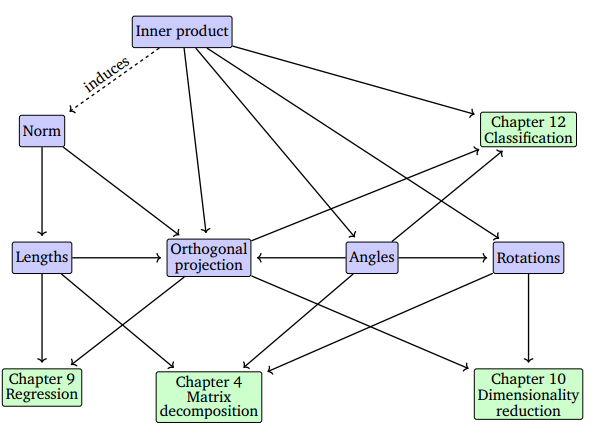 Inner product
induces
Chapter 12
Classification
Norm
Lengths
Orthogonal
projection
Angles
Rotations
Chapter 9
Regression
Chapter 4
Matrix
decomposition
Chapter 10
Dimensionality
reduction